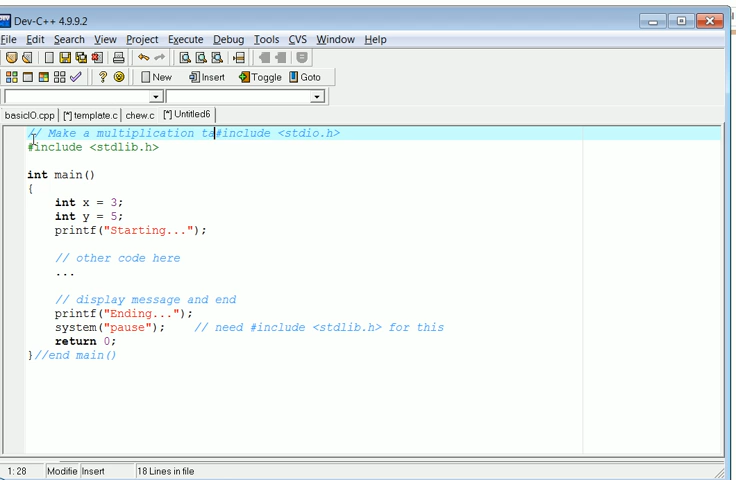 Dev-C++ 4.9.9.2
File Edit Search View Project Execute Debug Tools CVS Window Help
New Insert Toggle Goto
basicIO.cpp [*] template.c chew.c [*] Untitled6
// Make a multiplication ta#include <stdio.h>
#include <stdlib.h>
int main()
{
int x = 3;
int y = 5;
printf("Starting...");
// other code here
...
// display message and end
printf("Ending...");
system("pause"); // need #include <stdlib.h> for this
return 0;
}//end main()
1:28 Modifie Insert 18 Lines in file